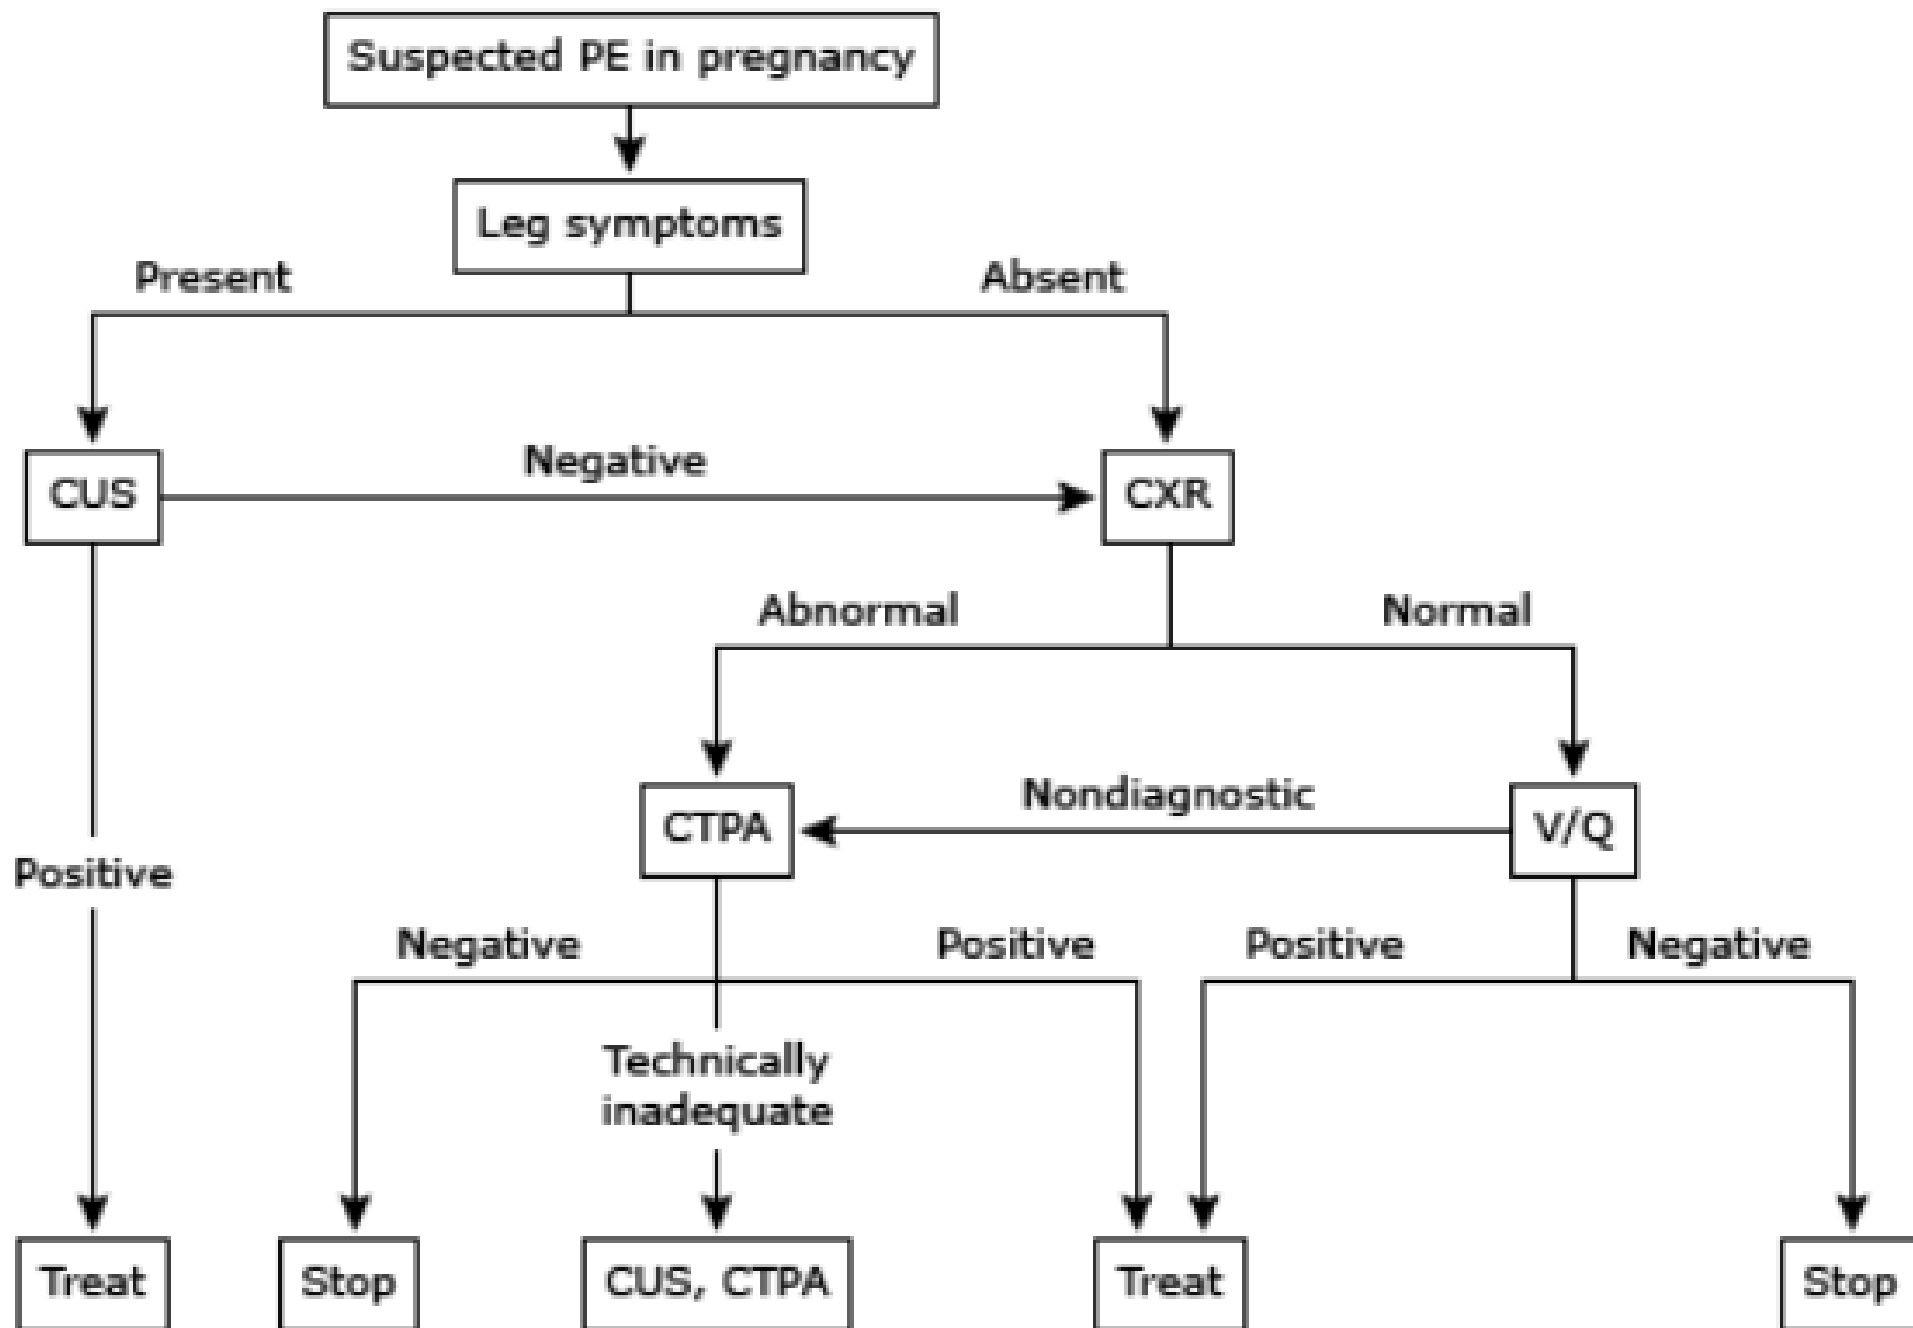 Suspected PE in pregnancy
Leg symptoms
Present
Absent
CUS
Negative
CXR
Abnormal
Normal
CTPA
Nondiagnostic
V/Q
Positive
Negative
Positive
Positive
Negative
Technically
inadequate
Treat
Stop
CUS, CTPA
Treat
Stop